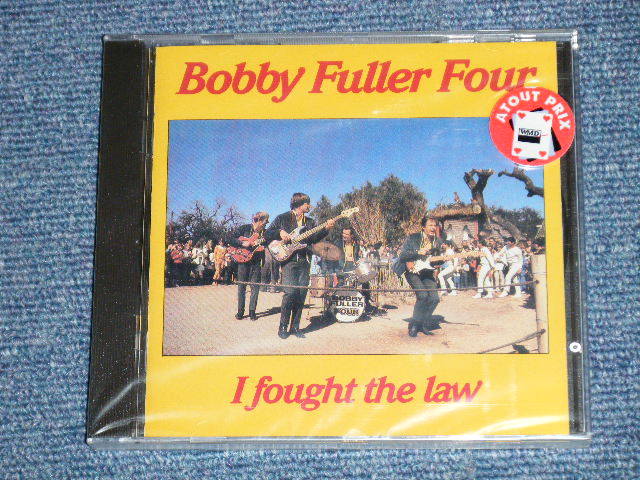 Bobby Fuller Four
ATOUT PRIX
WMD
BOBBY
FULLER
FOUR
I fought the law